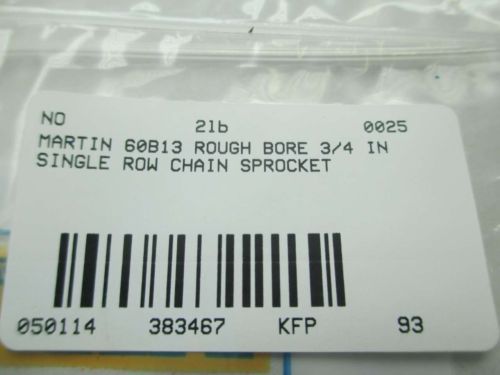 NO 2lb 0025
MARTIN 60B13 ROUGH BORE 3/4 IN
SINGLE ROW CHAIN SPROCKET
050114 383467 KFP 93